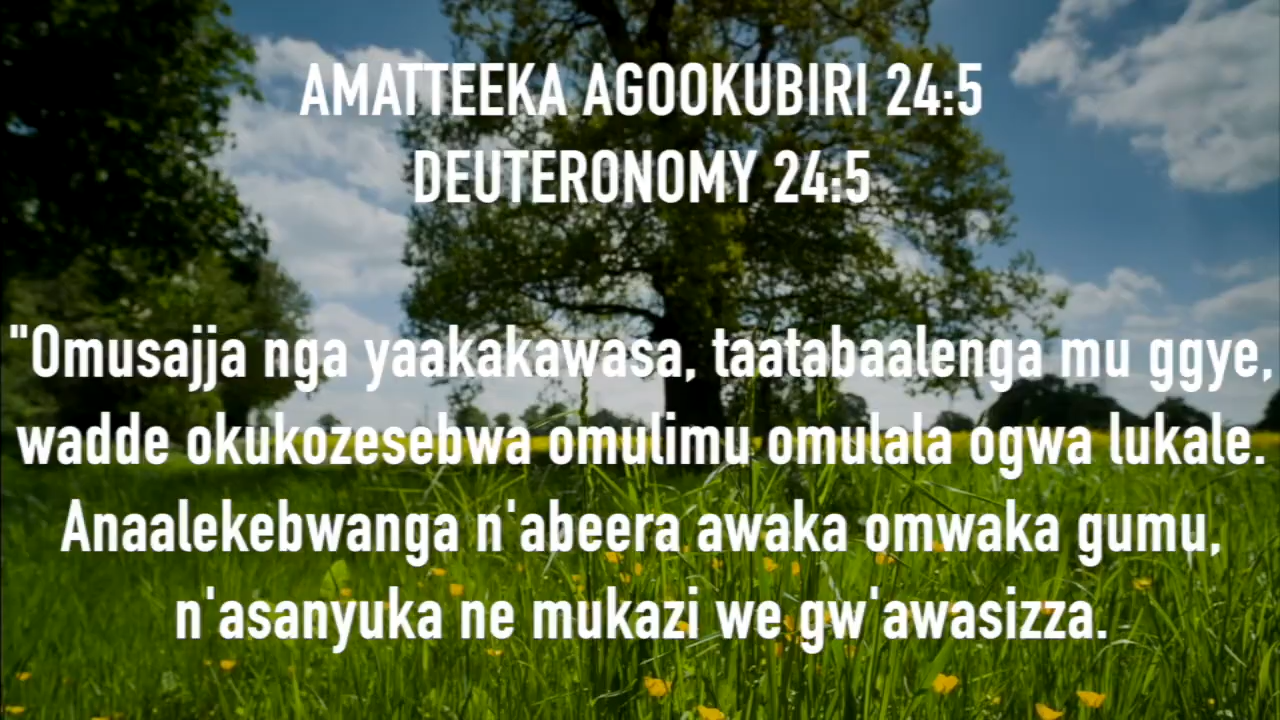 AMATTEEKA AGOOKUBIRI 24:5
DEUTERONOMY 24:5
"Omusajja nga yaakakawasa, taatabaalenga mu ggye,
wadde okukozesebwa omulimu omulala ogwa lukale.
Anaalekebwanga n'abeera awaka omwaka gumu,
n'asanyuka ne mukazi we gw'awasizza.